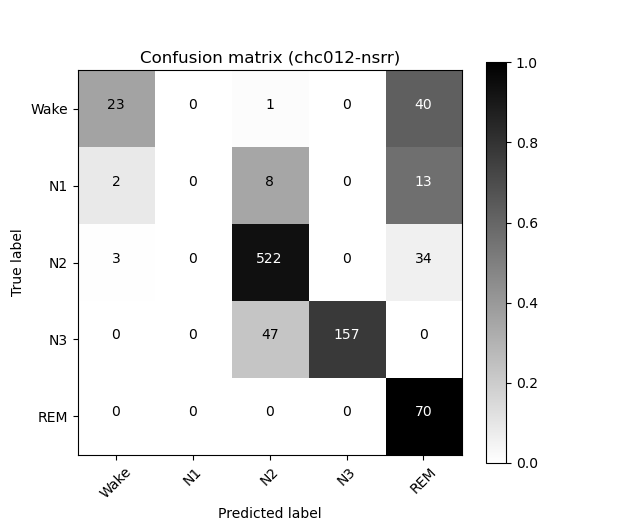 Confusion matrix (chc012-nsrr)
1.0
Wake 23 0 1 0 40
0.8
N1 2 0 8 0 13
0.6
True label
N2 3 0 522 0 34
0.4
N3 0 0 47 157 0
0.2
REM 0 0 0 0 70
0.0
Wake N1 N2 N3 REM
Predicted label